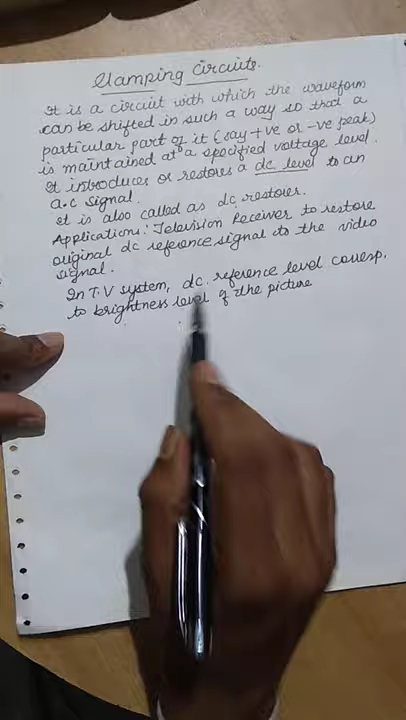 Clamping Circuits.
It is a circuit with which the waveform
can be shifted in such a way so that a
particular part of it (say +ve or -ve peak)
is maintained at a specified voltage level.
It introduces or restores a dc level to an
a.c signal.
It is also called as dc restorer.
Application: Television Receiver to restore
original dc reference signal to the video
signal.
In T.V system, dc reference level corresp.
to brightness level of the picture